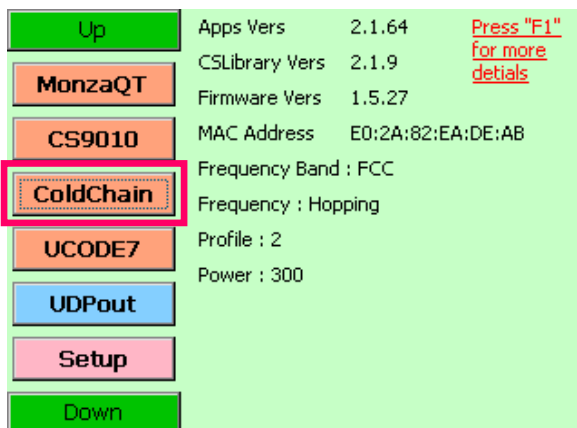 Up
MonzaQT
CS9010
ColdChain
UCODE7
UDPout
Setup
Down
Apps Vers 2.1.64
CSLibrary Vers 2.1.9
Firmware Vers 1.5.27
MAC Address E0:2A:82:EA:DE:AB
Frequency Band : FCC
Frequency : Hopping
Profile : 2
Power : 300
Press "F1"
for more
detials